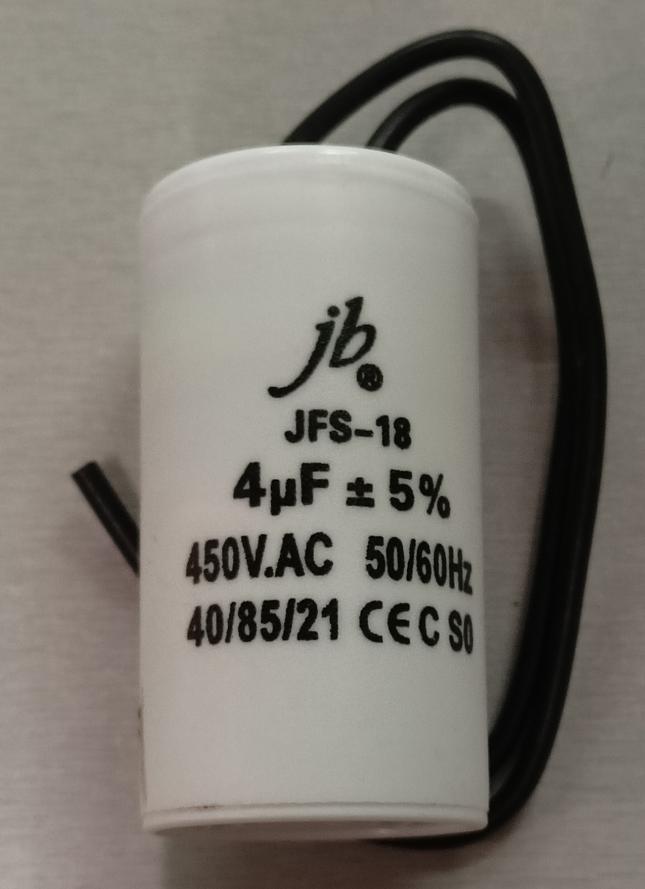 jb®
JFS-18
4µF ± 5%
450V.AC 50/60Hz
40/85/21 CE C S0